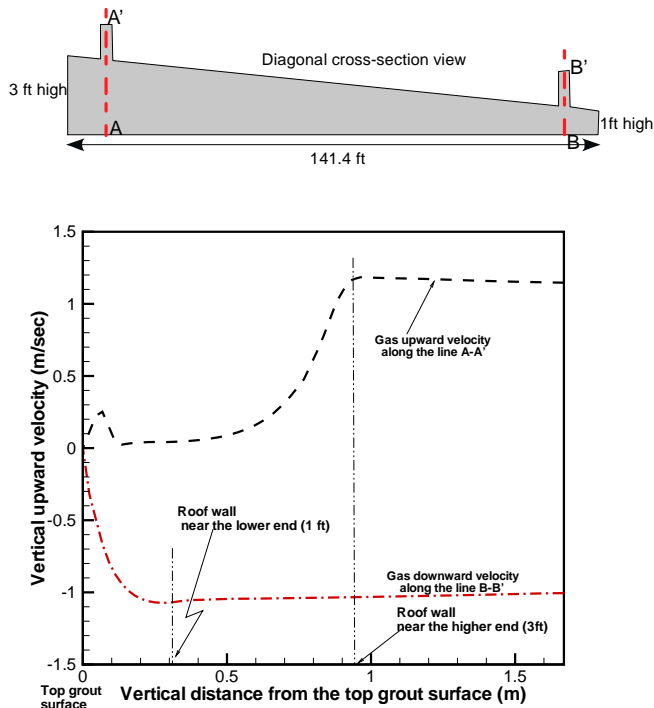 A'
Diagonal cross-section view
B'
3 ft high
A
1ft high
B
141.4 ft
1.5
1
0.5
0
-0.5
-1
-1.5
Vertical upward velocity (m/sec)
Gas upward velocity
along the line A-A'
Roof wall
near the lower end (1 ft)
Gas downward velocity
along the line B-B'
Roof wall
near the higher end (3ft)
0
0.5
1
1.5
Top grout
surface
Vertical distance from the top grout surface (m)